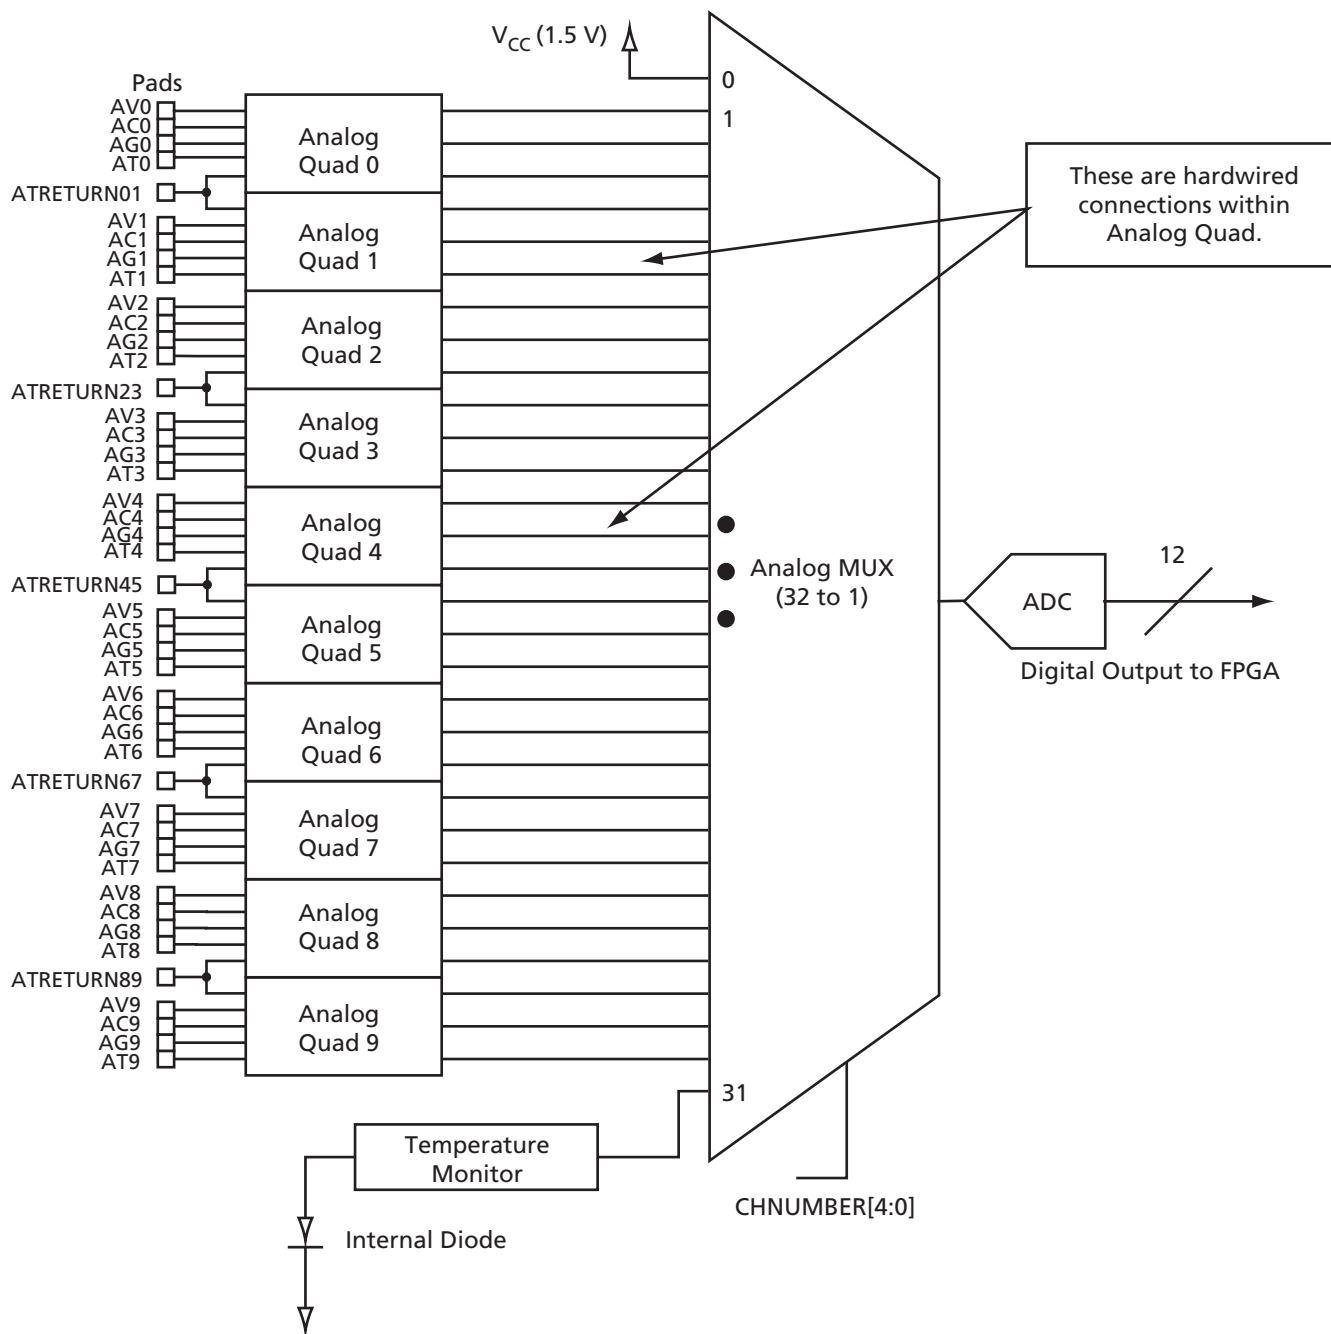 V_CC (1.5 V)
Pads
0
1
AV0
AC0
AG0
AT0
Analog
Quad 0
ATRETURN01
These are hardwired
connections within
Analog Quad.
AV1
AC1
AG1
AT1
Analog
Quad 1
AV2
AC2
AG2
AT2
Analog
Quad 2
ATRETURN23
AV3
AC3
AG3
AT3
Analog
Quad 3
AV4
AC4
AG4
AT4
Analog
Quad 4
ATRETURN45
Analog MUX
(32 to 1)
ADC
12
Digital Output to FPGA
AV5
AC5
AG5
AT5
Analog
Quad 5
AV6
AC6
AG6
AT6
Analog
Quad 6
ATRETURN67
AV7
AC7
AG7
AT7
Analog
Quad 7
AV8
AC8
AG8
AT8
Analog
Quad 8
ATRETURN89
AV9
AC9
AG9
AT9
Analog
Quad 9
31
Temperature
Monitor
CHNUMBER[4:0]
Internal Diode